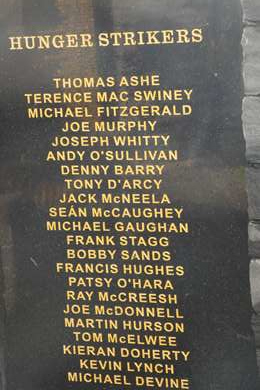 HUNGER STRIKERS
THOMAS ASHE
TERENCE MAC SWINEY
MICHAEL FITZGERALD
JOE MURPHY
JOSEPH WHITTY
ANDY O'SULLIVAN
DENNY BARRY
TONY D'ARCY
JACK McNEELA
SEÁN McCAUGHEY
MICHAEL GAUGHAN
FRANK STAGG
BOBBY SANDS
FRANCIS HUGHES
PATSY O'HARA
RAY McCREESH
JOE McDONNELL
MARTIN HURSON
TOM McELWEE
KIERAN DOHERTY
KEVIN LYNCH
MICHAEL DEVINE